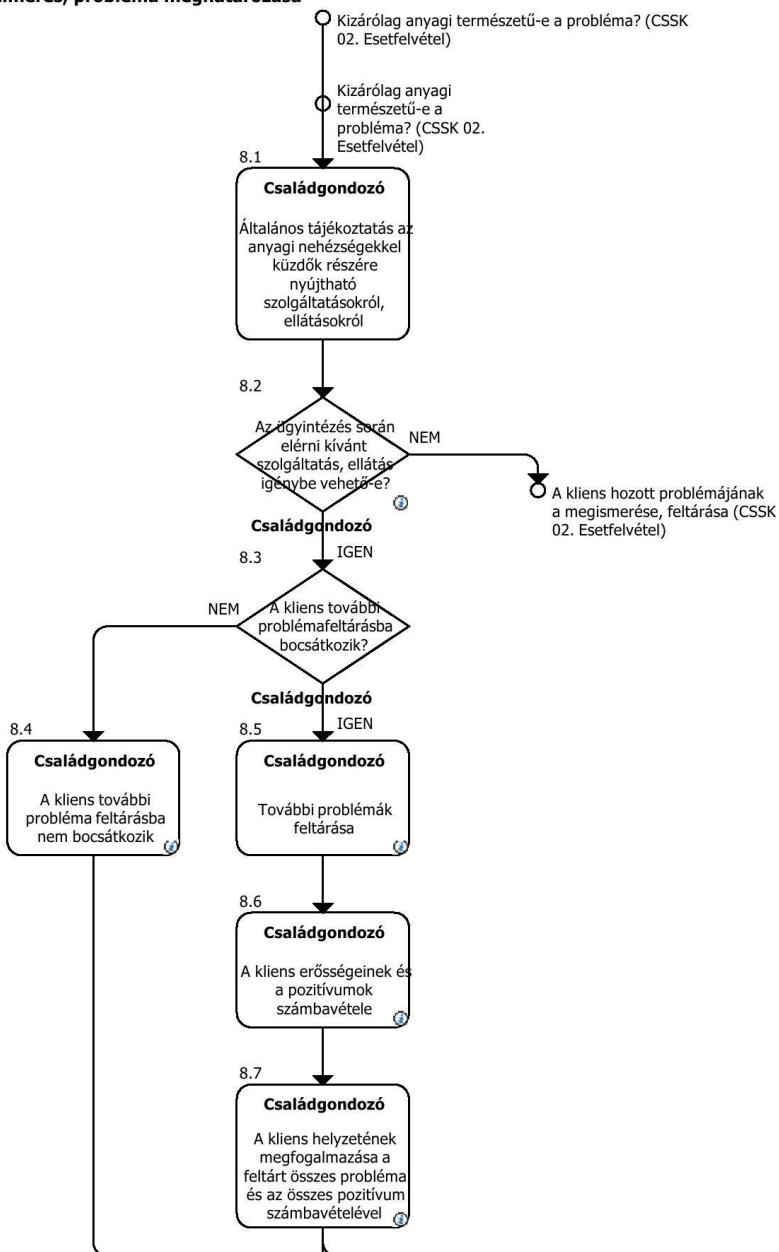 Kizárólag anyagi természetű-e a probléma? (CSSK
02. Esetfelvétel)
Kizárólag anyagi
természetű-e a
probléma? (CSSK 02.
Esetfelvétel)
8.1
Családgondozó
Általános tájékoztatás az
anyagi nehézségekkel
küzdők részére
nyújtható
szolgáltatásokról,
ellátásokról
8.2
Az ügyintézés során
elérni kívánt
szolgáltatás, ellátás
igénybe vehető-e?
NEM
A kliens hozott problémájának
a megismerése, feltárása (CSSK
02. Esetfelvétel)
Családgondozó
IGEN
8.3
NEM
A kliens további
problémafeltárásba
bocsátkozik?
Családgondozó
IGEN
8.4
Családgondozó
A kliens további
probléma feltárásba
nem bocsátkozik
8.5
Családgondozó
További problémák
feltárása
8.6
Családgondozó
A kliens erősségeinek és
a pozitívumok
számbavétele
8.7
Családgondozó
A kliens helyzetének
megfogalmazása a
feltárt összes probléma
és az összes pozitívum
számbavételével